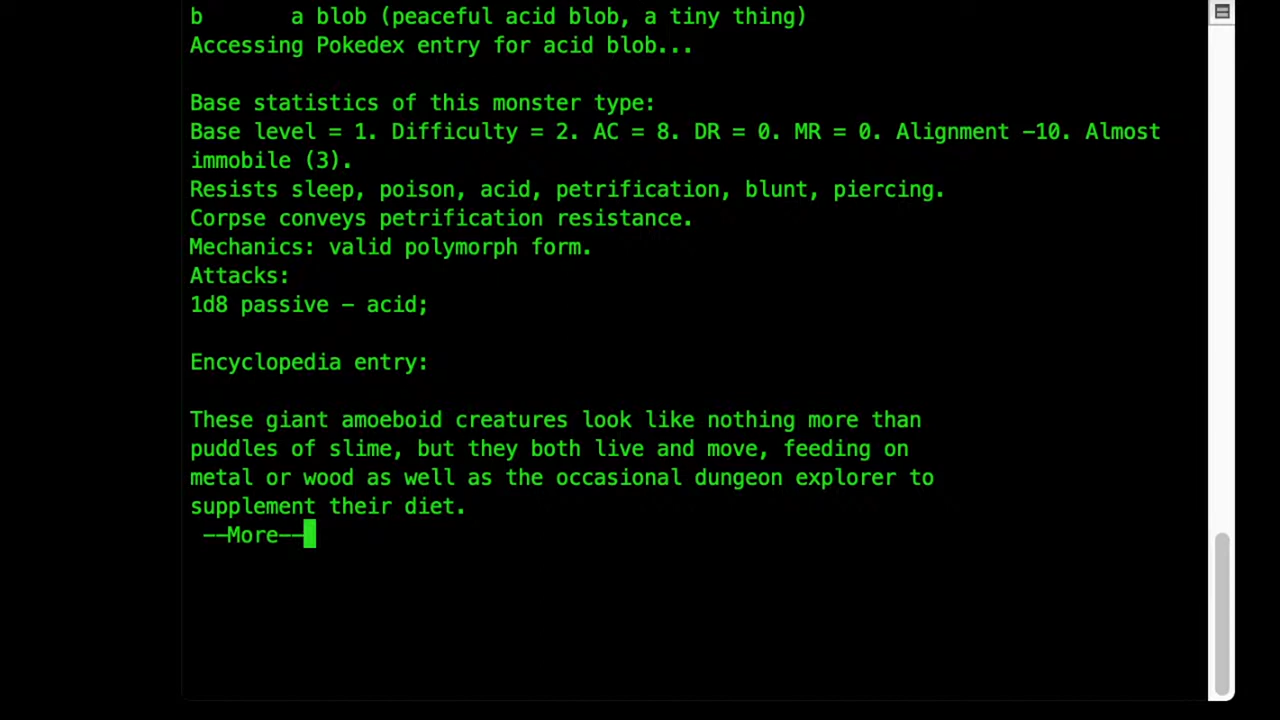 b       a blob (peaceful acid blob, a tiny thing)
Accessing Pokedex entry for acid blob...
Base statistics of this monster type:
Base level = 1. Difficulty = 2. AC = 8. DR = 0. MR = 0. Alignment -10. Almost
immobile (3).
Resists sleep, poison, acid, petrification, blunt, piercing.
Corpse conveys petrification resistance.
Mechanics: valid polymorph form.
Attacks:
1d8 passive - acid;
Encyclopedia entry:
These giant amoeboid creatures look like nothing more than
puddles of slime, but they both live and move, feeding on
metal or wood as well as the occasional dungeon explorer to
supplement their diet.
--More--